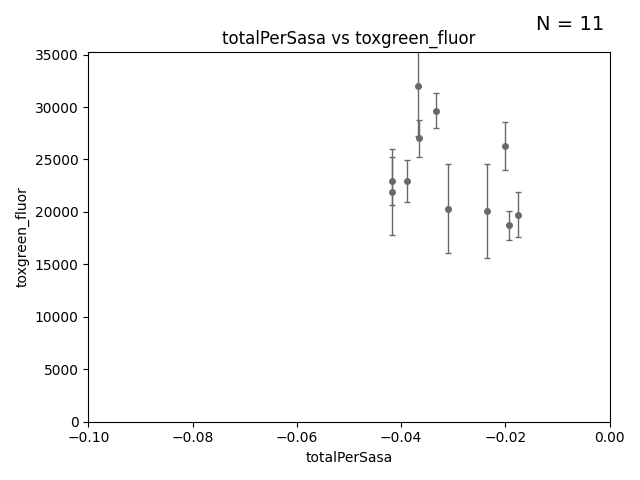 N = 11
totalPerSasa vs toxgreen_fluor
35000
30000
25000
20000
15000
10000
5000
0
toxgreen_fluor
−0.10 −0.08 −0.06 −0.04 −0.02 0.00
totalPerSasa